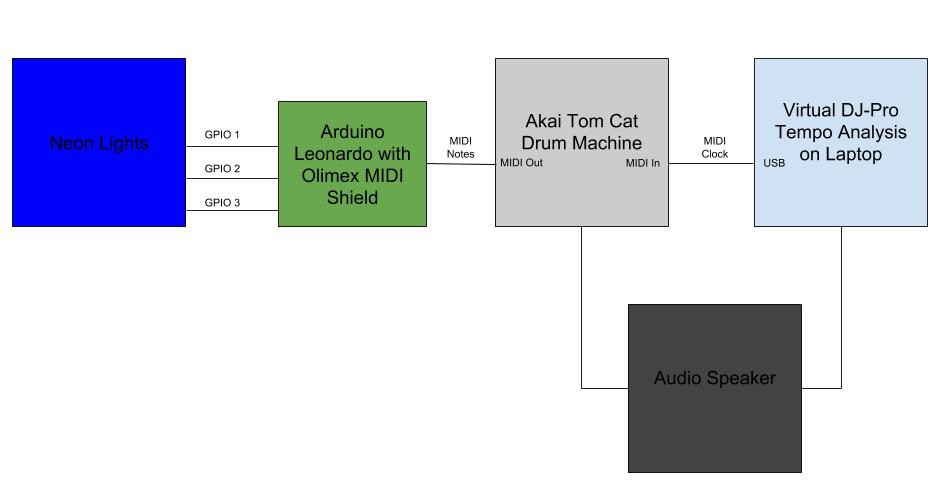 Neon Lights
GPIO 1
GPIO 2
GPIO 3
Arduino
Leonardo with
Olimex MIDI
Shield
MIDI
Notes
Akai Tom Cat
Drum Machine
MIDI Out
MIDI In
MIDI
Clock
Virtual DJ-Pro
Tempo Analysis
on Laptop
USB
Audio Speaker